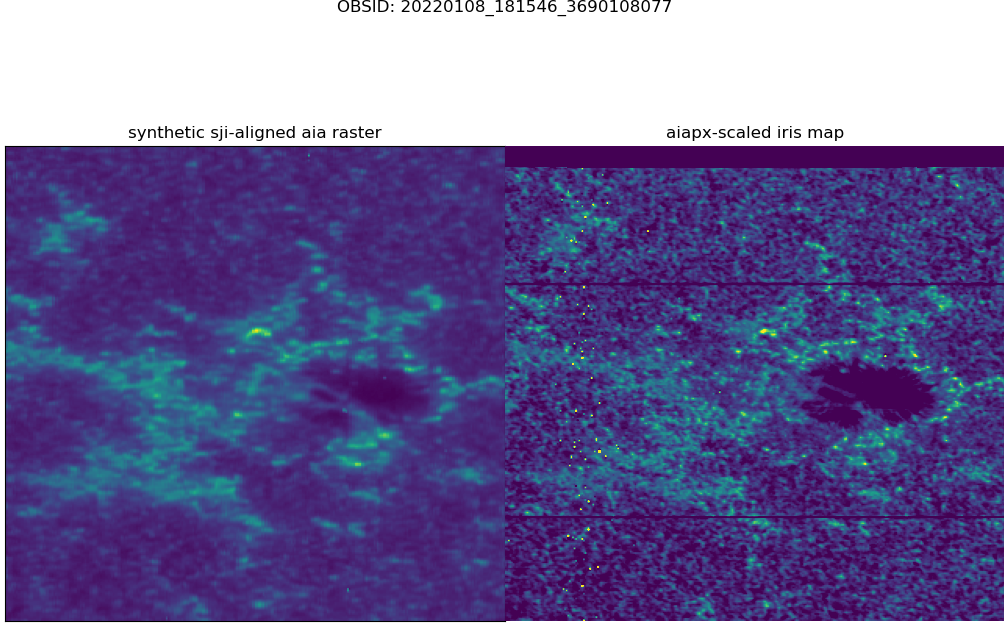 OBSID: 20220108_181546_3690108077
synthetic sji-aligned aia raster
aiapx-scaled iris map